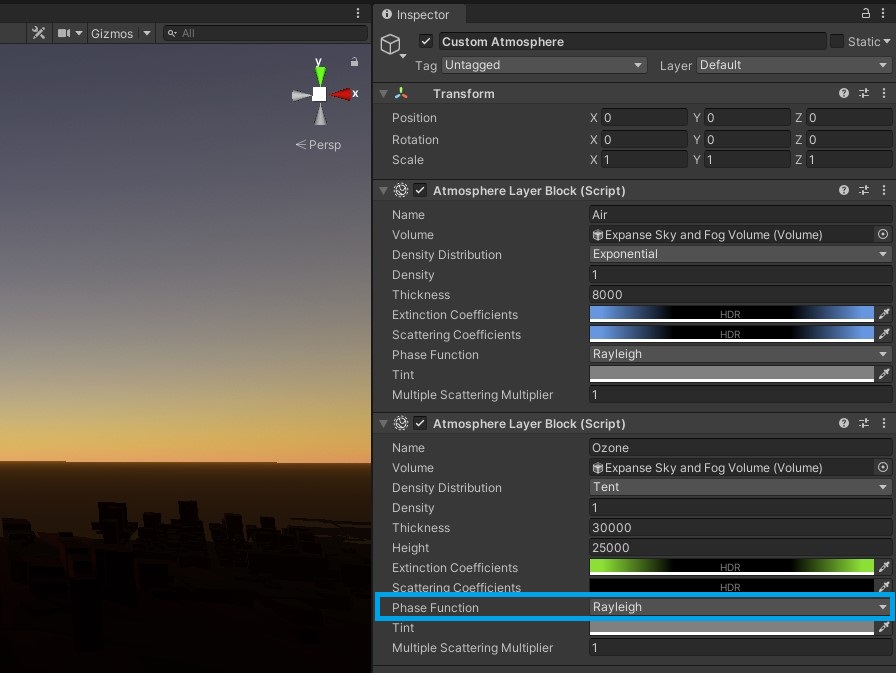 Inspector
Gizmos All
Custom Atmosphere Static
Tag Untagged Layer Default
y
x
Persp
Transform
Position X 0 Y 0 Z 0
Rotation X 0 Y 0 Z 0
Scale X 1 Y 1 Z 1
Atmosphere Layer Block (Script)
Name Air
Volume Expanse Sky and Fog Volume (Volume)
Density Distribution Exponential
Density 1
Thickness 8000
Extinction Coefficients HDR
Scattering Coefficients HDR
Phase Function Rayleigh
Tint
Multiple Scattering Multiplier 1
Atmosphere Layer Block (Script)
Name Ozone
Volume Expanse Sky and Fog Volume (Volume)
Density Distribution Tent
Density 1
Thickness 30000
Height 25000
Extinction Coefficients HDR
Scattering Coefficients HDR
Phase Function Rayleigh
Tint
Multiple Scattering Multiplier 1